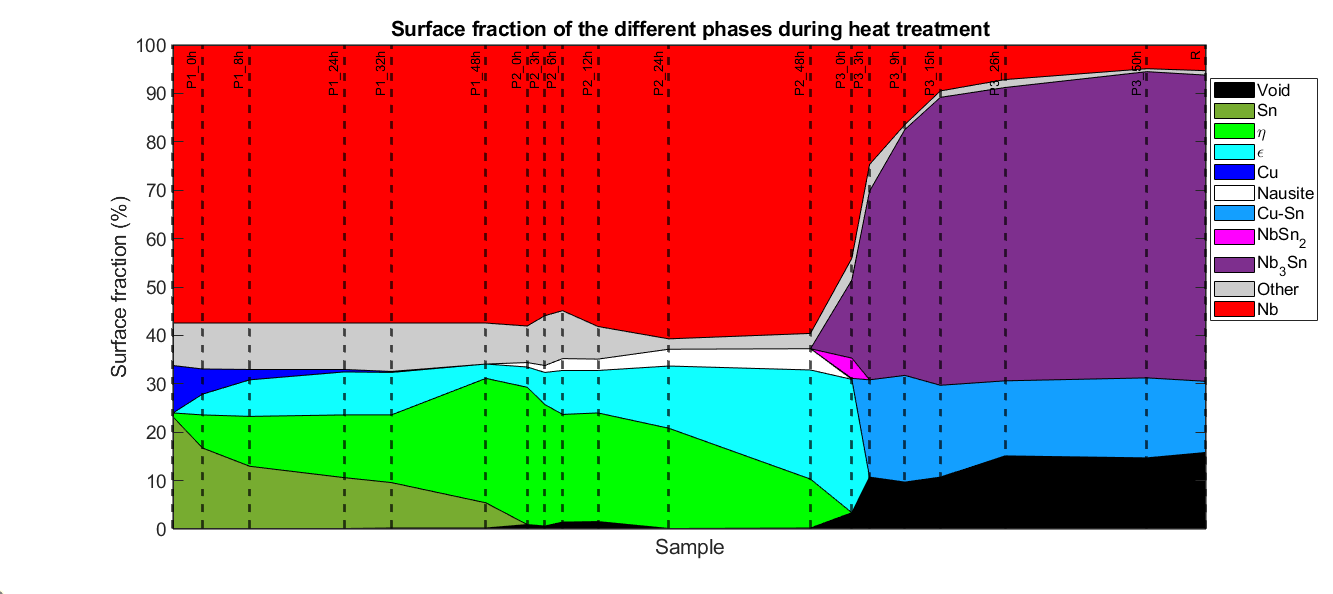 Surface fraction of the different phases during heat treatment
100
90
80
70
60
50
40
30
20
10
0
Surface fraction (%)
P1_0h
P1_8h
P1_24h
P1_32h
P1_48h
P2_0h
P2_3h
P2_6h
P2_12h
P2_24h
P2_48h
P3_0h
P3_3h
P3_9h
P3_15h
P3_26h
P3_50h
R
Sample
Void
Sn
η
ϵ
Cu
Nausite
Cu-Sn
NbSn₂
Nb₃Sn
Other
Nb